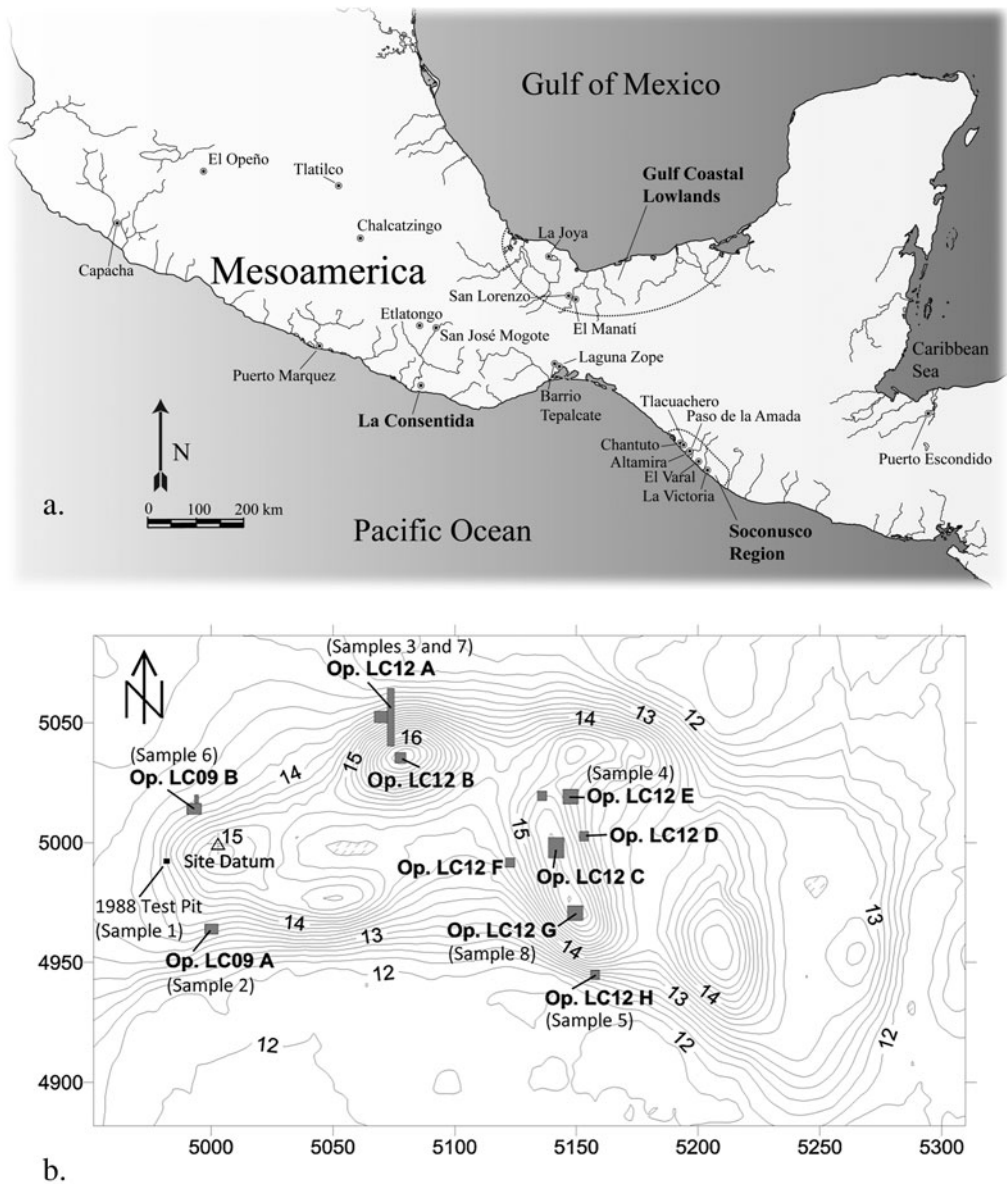 Gulf of Mexico
El Opeño
Tlatilco
Gulf Coastal
Lowlands
Chalcatzingo
La Joya
Capacha
Mesoamerica
San Lorenzo
El Manatí
Etlatongo
San José Mogote
Caribbean
Sea
Laguna Zope
Puerto Marquez
Barrio
Tepalcate
La Consentida
Tlacuachero
Paso de la Amada
Chantuto
Altamira
El Varal
La Victoria
Puerto Escondido
N
a.
0 100 200 km
Pacific Ocean
Soconusco
Region
(Samples 3 and 7)
Op. LC12 A
N
5050
14
13
12
16
15
14
(Sample 6)
Op. LC09 B
Op. LC12 B
(Sample 4)
Op. LC12 E
15
5000
15
Site Datum
Op. LC12 D
Op. LC12 F
Op. LC12 C
1988 Test Pit
(Sample 1)
14
13
13
Op. LC09 A
(Sample 2)
Op. LC12 G
(Sample 8)
14
4950
12
Op. LC12 H
(Sample 5)
13
14
12
12
12
4900
5000 5050 5100 5150 5200 5250 5300
b.